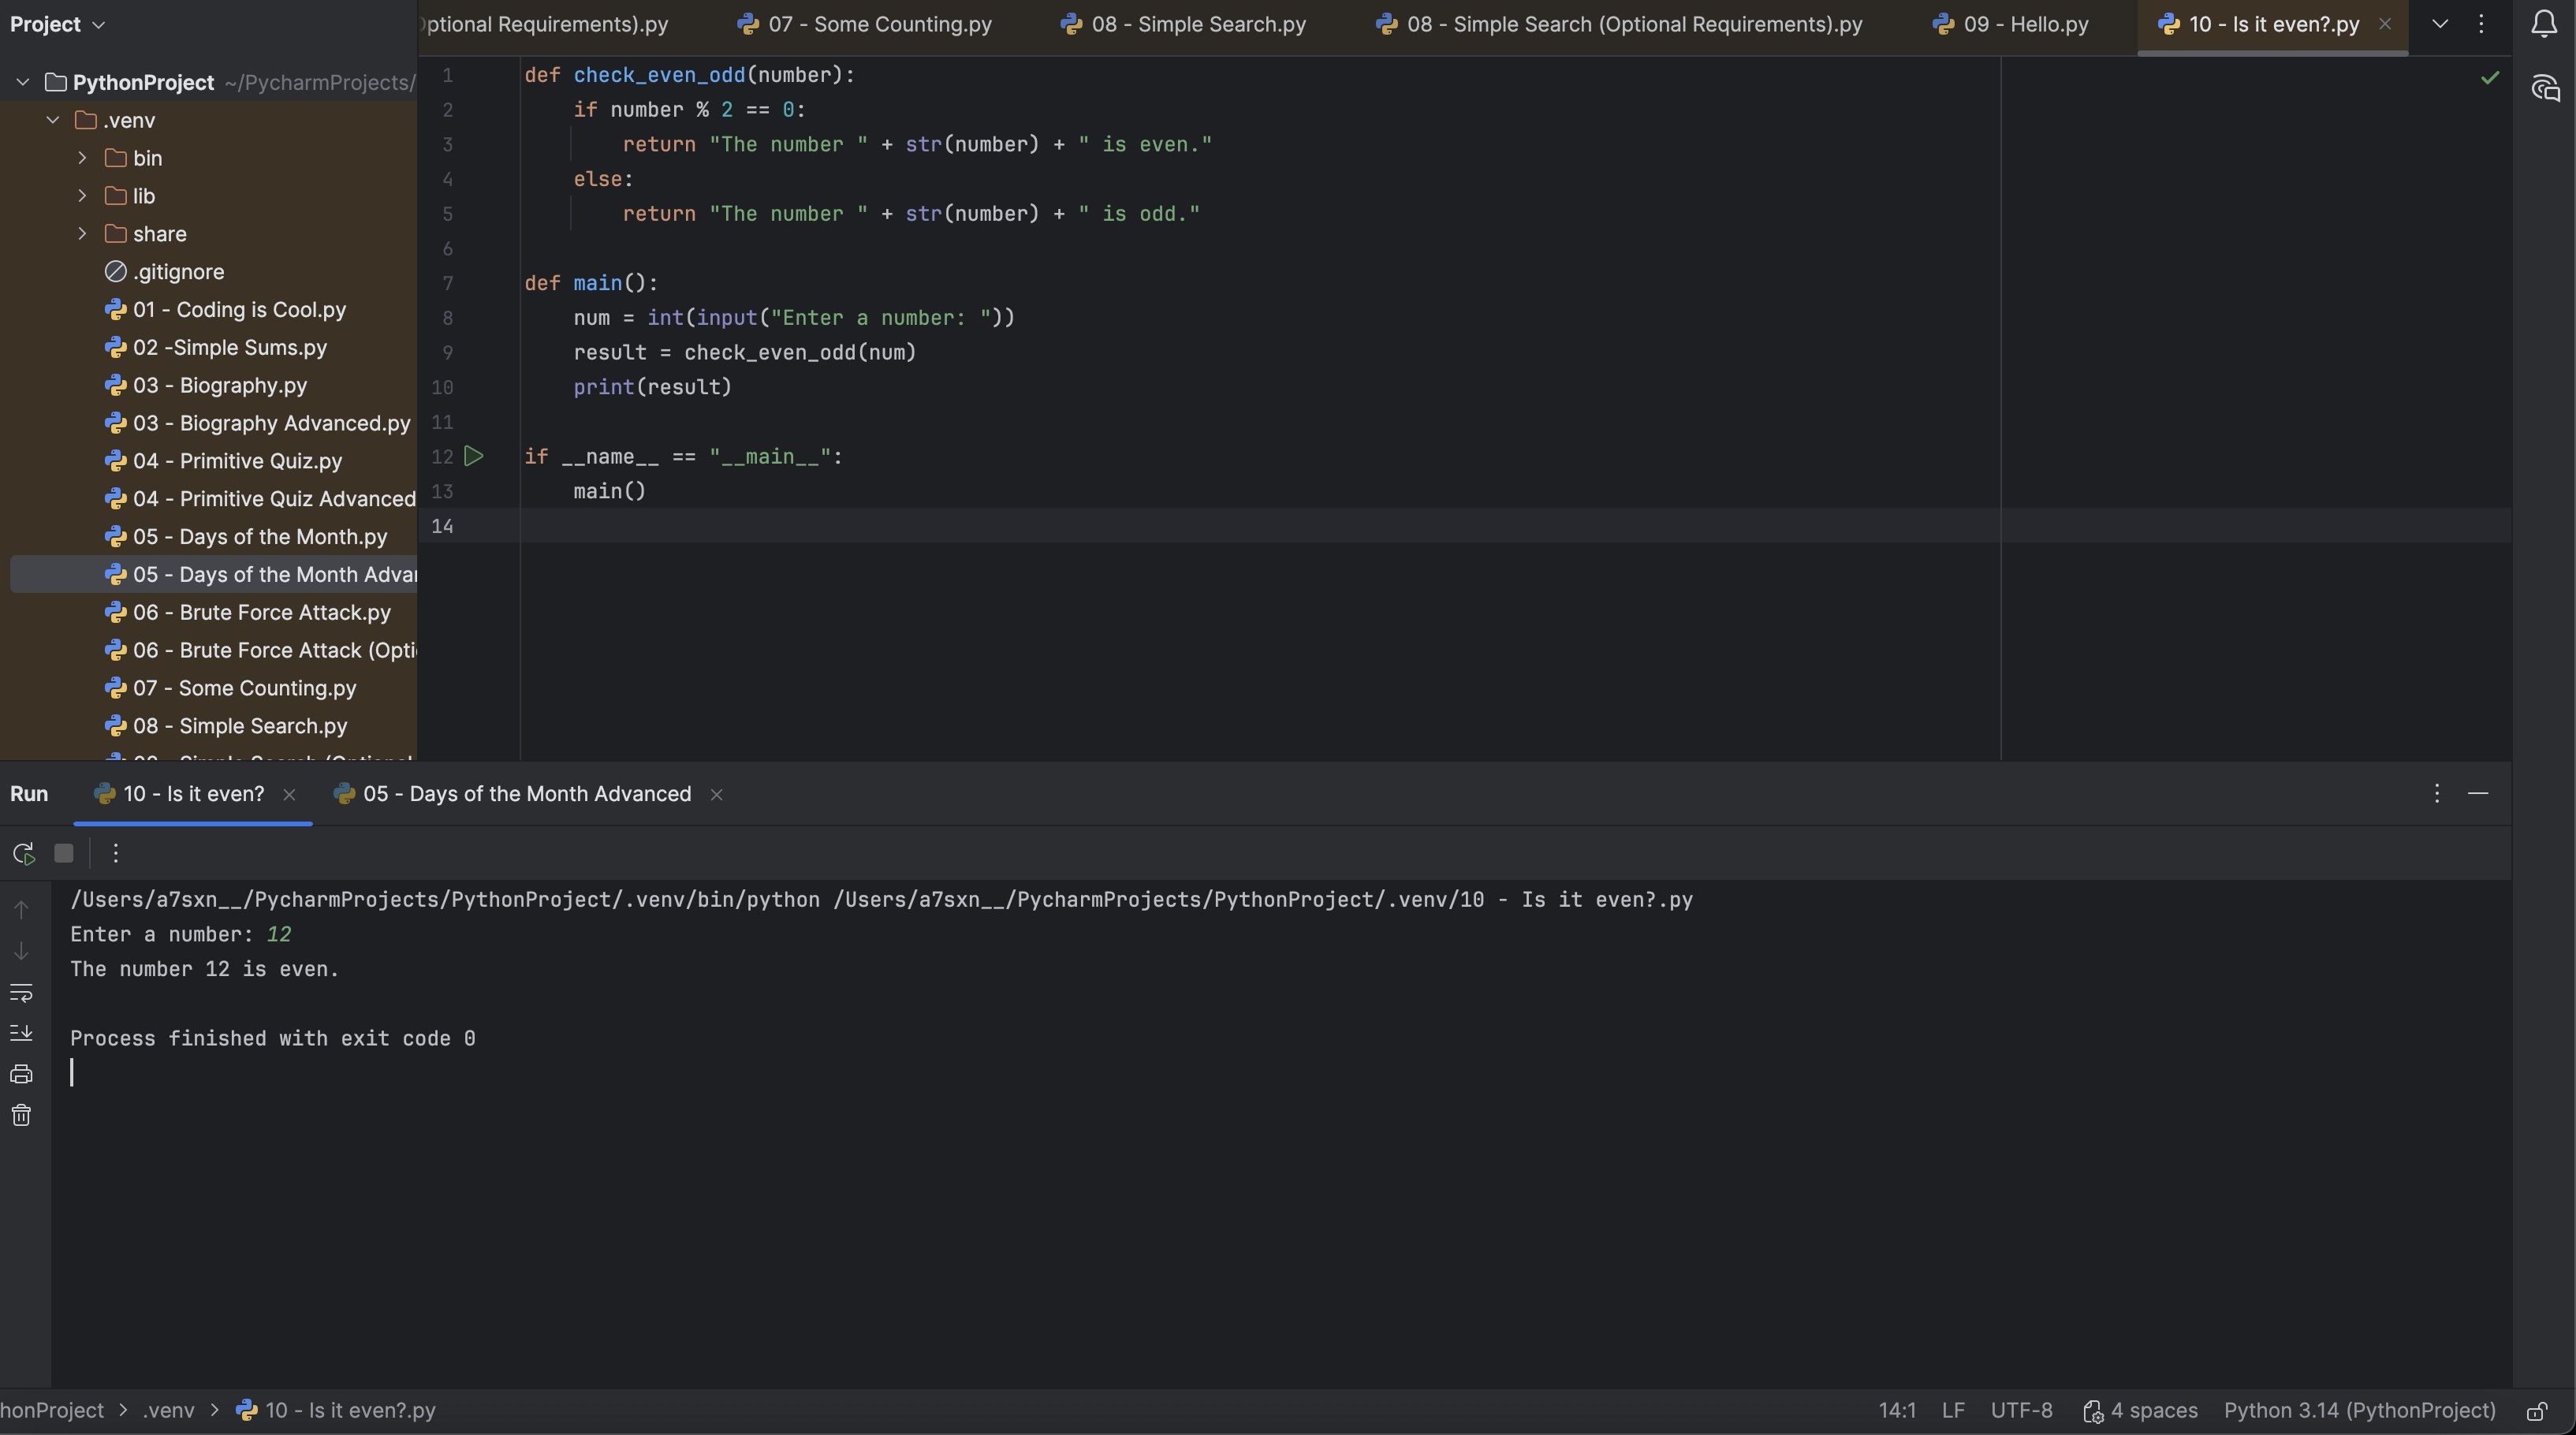 Project
ptional Requirements).py
07 - Some Counting.py
08 - Simple Search.py
08 - Simple Search (Optional Requirements).py
09 - Hello.py
10 - Is it even?.py
PythonProject ~/PycharmProjects/
.venv
bin
lib
share
.gitignore
01 - Coding is Cool.py
02 -Simple Sums.py
03 - Biography.py
03 - Biography Advanced.py
04 - Primitive Quiz.py
04 - Primitive Quiz Advanced
05 - Days of the Month.py
05 - Days of the Month Advan
06 - Brute Force Attack.py
06 - Brute Force Attack (Opti
07 - Some Counting.py
08 - Simple Search.py
1 def check_even_odd(number):
2     if number % 2 == 0:
3         return "The number " + str(number) + " is even."
4     else:
5         return "The number " + str(number) + " is odd."
6
7 def main():
8     num = int(input("Enter a number: "))
9     result = check_even_odd(num)
10     print(result)
11
12 if __name__ == "__main__":
13     main()
14
Run
10 - Is it even?
05 - Days of the Month Advanced
/Users/a7sxn__/PycharmProjects/PythonProject/.venv/bin/python /Users/a7sxn__/PycharmProjects/PythonProject/.venv/10 - Is it even?.py
Enter a number: 12
The number 12 is even.
Process finished with exit code 0
honProject > .venv > 10 - Is it even?.py
14:1 LF UTF-8 4 spaces Python 3.14 (PythonProject)